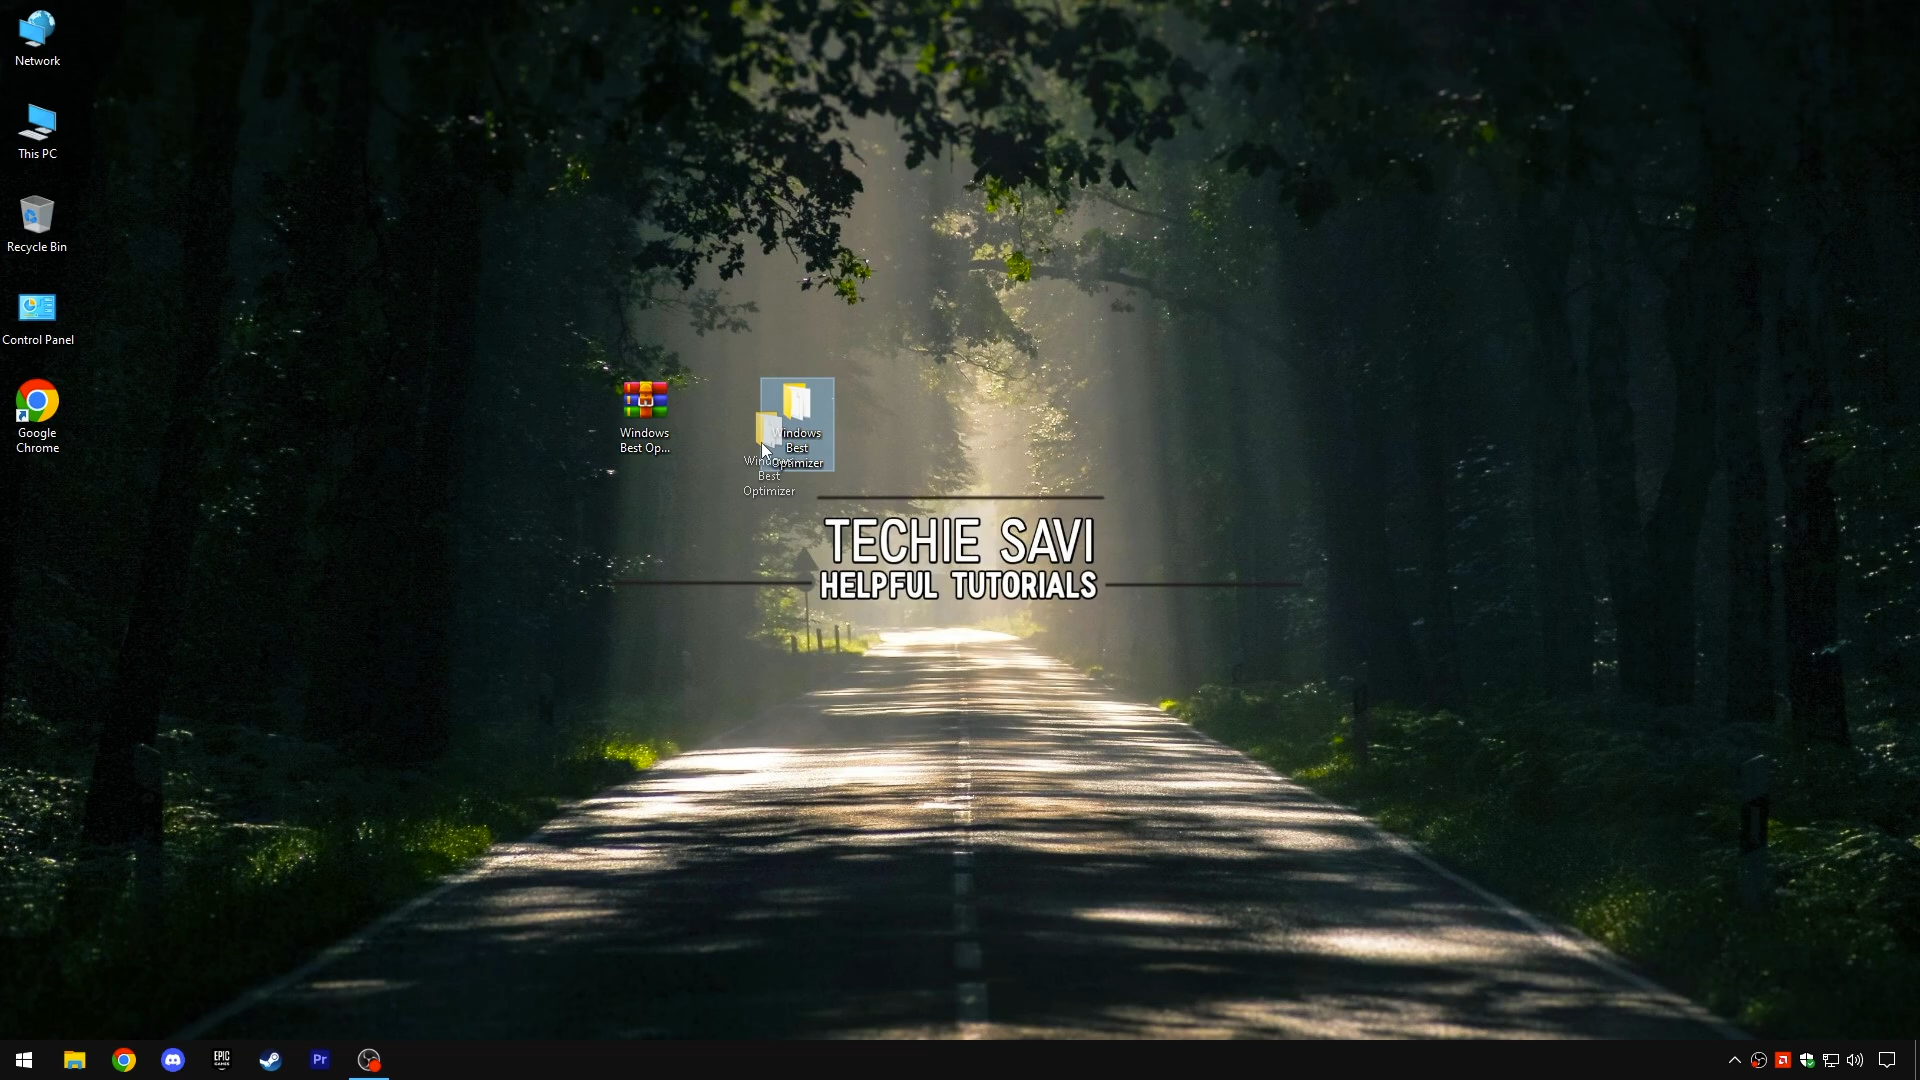 Network
This PC
Recycle Bin
Control Panel
Google
Chrome
Windows
Best Op...
Windows
Best
Optimizer
Windows
Best
Optimizer
TECHIE SAVI
HELPFUL TUTORIALS
EPIC
GAMES
Pr